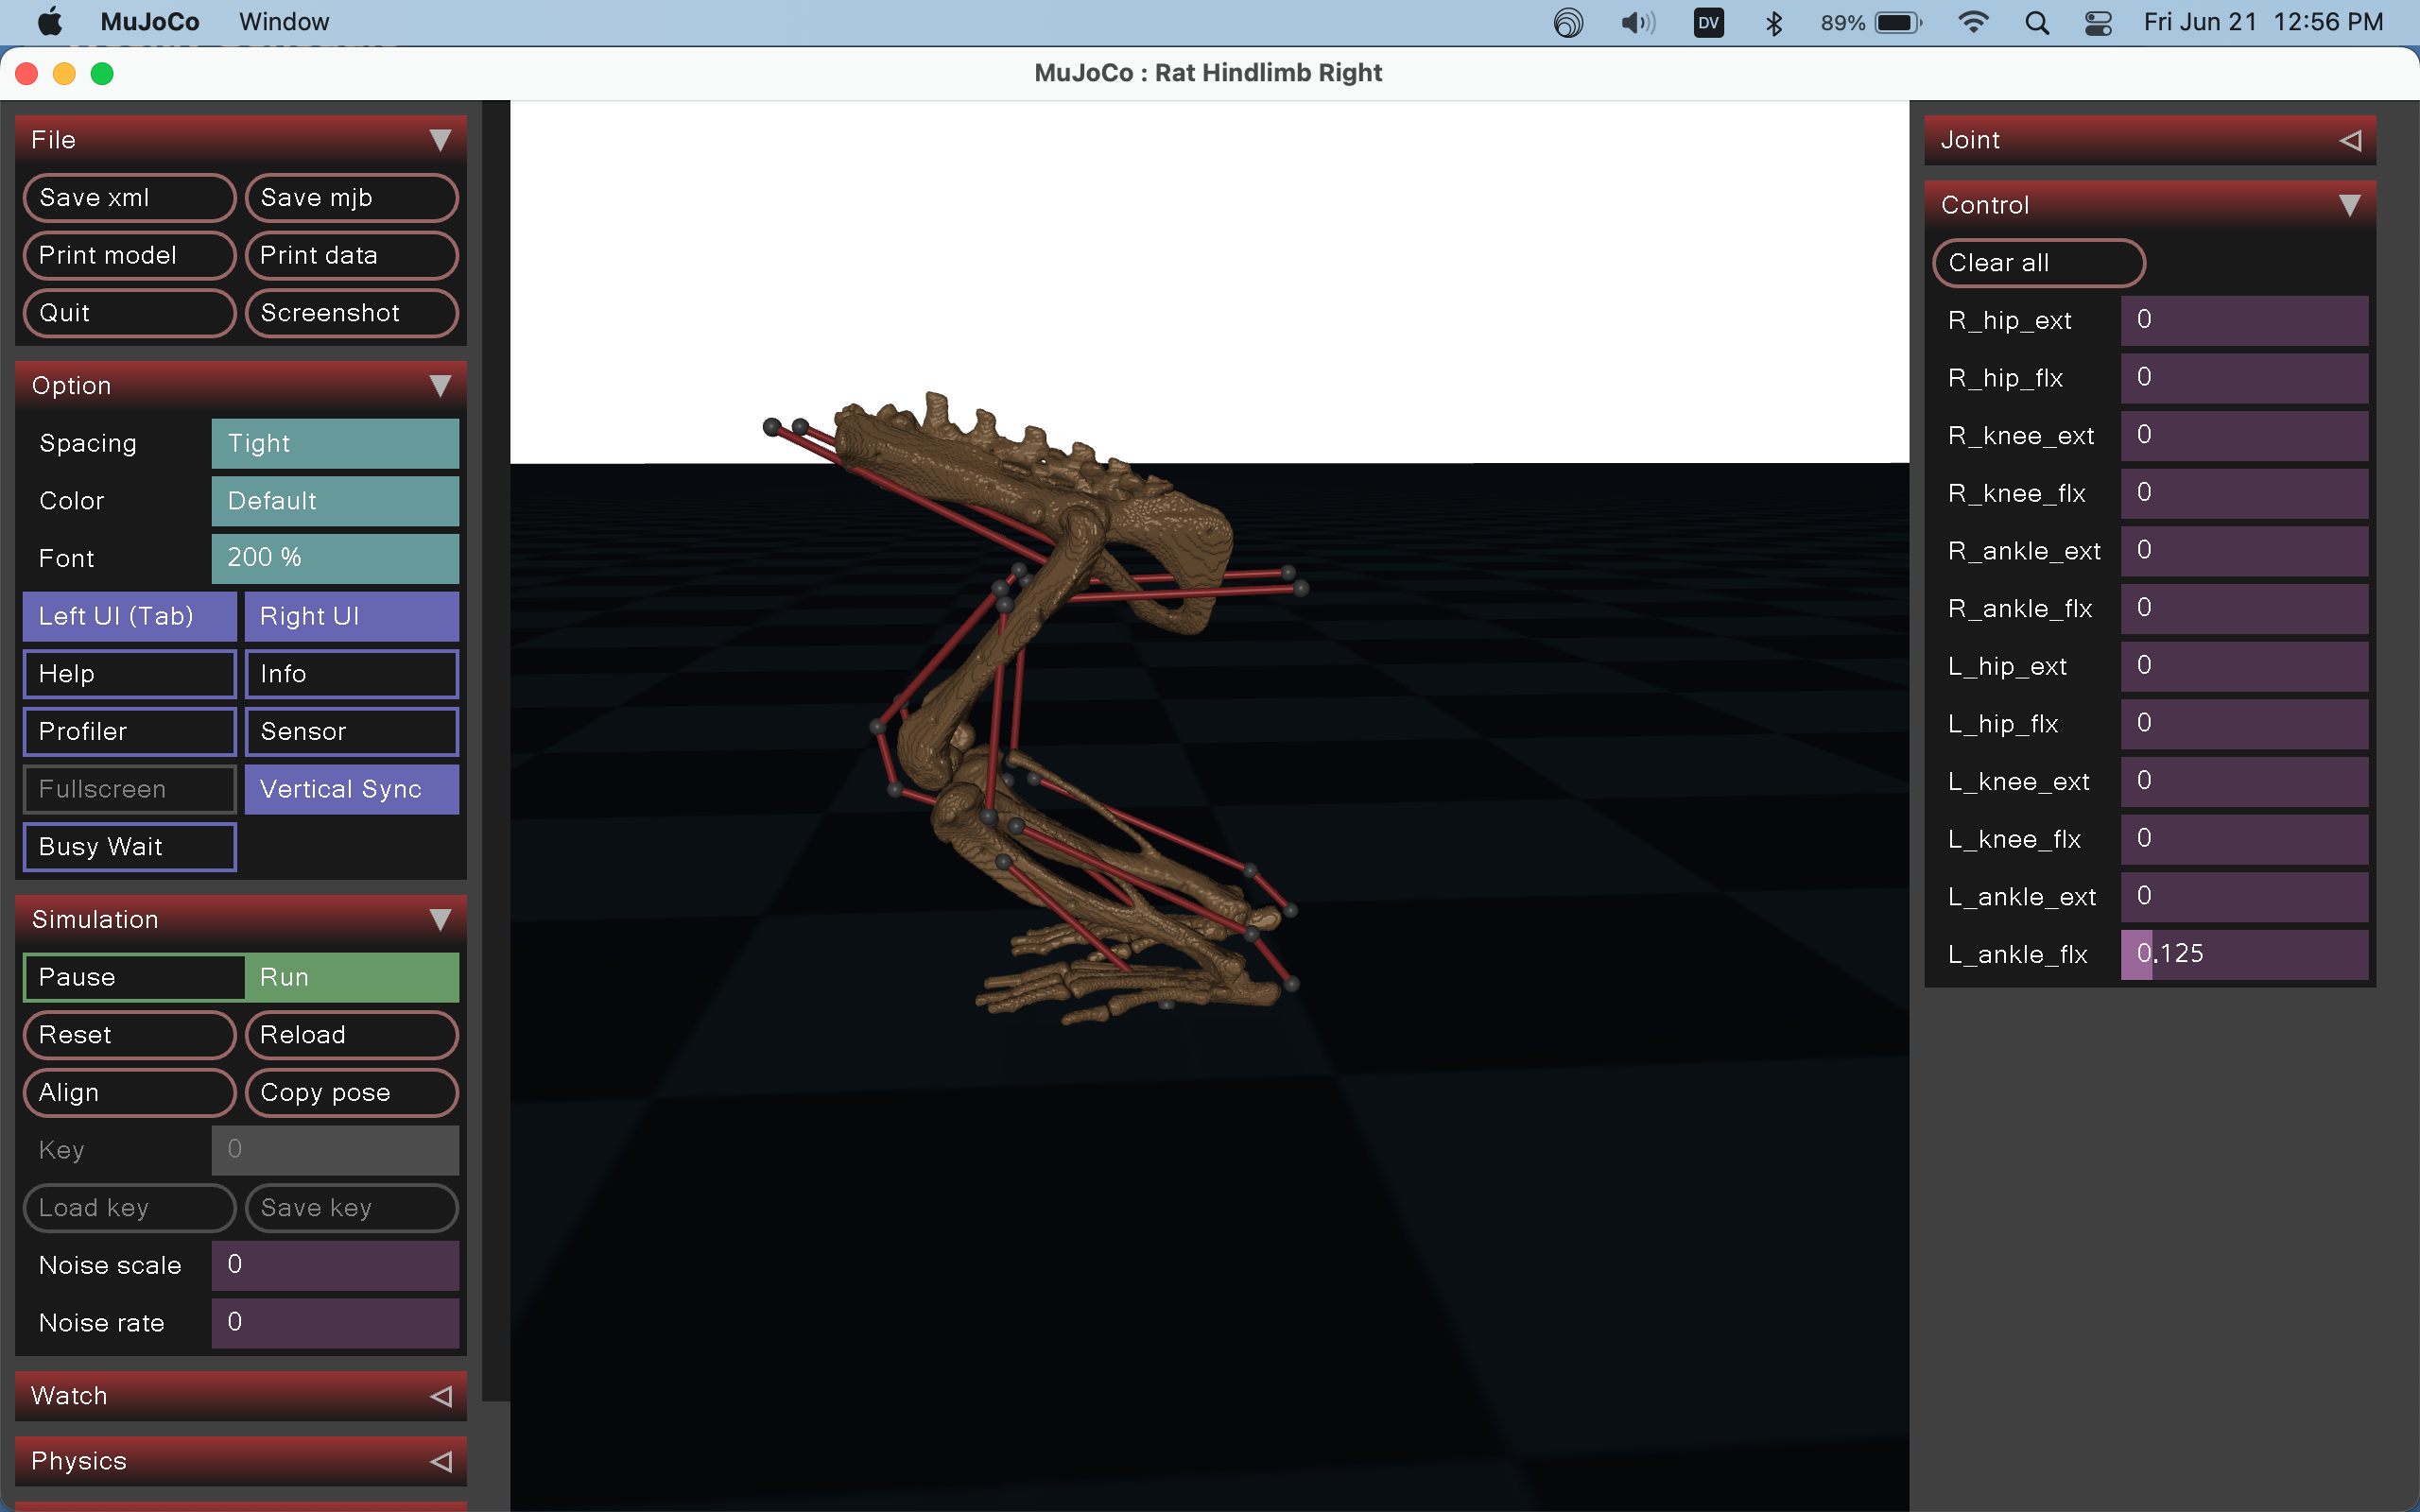 MuJoCo Window DV 89% Fri Jun 21 12:56 PM
MuJoCo : Rat Hindlimb Right
File
Save xml Save mjb
Print model Print data
Quit Screenshot
Option
Spacing Tight
Color Default
Font 200 %
Left UI (Tab) Right UI
Help Info
Profiler Sensor
Fullscreen Vertical Sync
Busy Wait
Simulation
Pause Run
Reset Reload
Align Copy pose
Key 0
Load key Save key
Noise scale 0
Noise rate 0
Watch
Physics
Joint
Control
Clear all
R_hip_ext 0
R_hip_flx 0
R_knee_ext 0
R_knee_flx 0
R_ankle_ext 0
R_ankle_flx 0
L_hip_ext 0
L_hip_flx 0
L_knee_ext 0
L_knee_flx 0
L_ankle_ext 0
L_ankle_flx 0.125